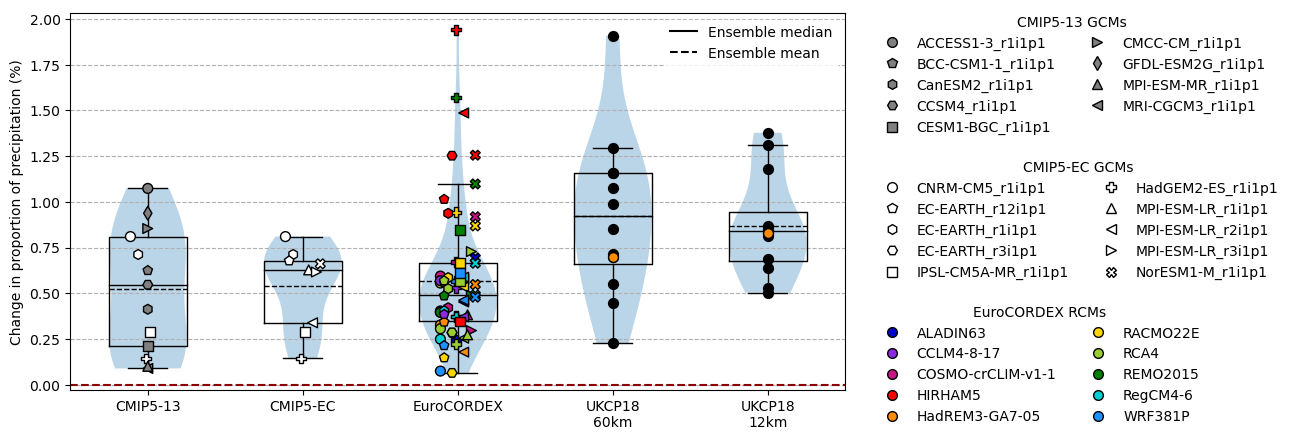 Change in proportion of precipitation (%)
2.00
1.75
1.50
1.25
1.00
0.75
0.50
0.25
0.00
Ensemble median
Ensemble mean
CMIP5-13
CMIP5-EC
EuroCORDEX
UKCP18
60km
UKCP18
12km
CMIP5-13 GCMs
ACCESS1-3_r1i1p1
BCC-CSM1-1_r1i1p1
CanESM2_r1i1p1
CCSM4_r1i1p1
CESM1-BGC_r1i1p1
CMCC-CM_r1i1p1
GFDL-ESM2G_r1i1p1
MPI-ESM-MR_r1i1p1
MRI-CGCM3_r1i1p1
CMIP5-EC GCMs
CNRM-CM5_r1i1p1
EC-EARTH_r12i1p1
EC-EARTH_r1i1p1
EC-EARTH_r3i1p1
IPSL-CM5A-MR_r1i1p1
HadGEM2-ES_r1i1p1
MPI-ESM-LR_r1i1p1
MPI-ESM-LR_r2i1p1
MPI-ESM-LR_r3i1p1
NorESM1-M_r1i1p1
EuroCORDEX RCMs
ALADIN63
CCLM4-8-17
COSMO-crCLIM-v1-1
HIRHAM5
HadREM3-GA7-05
RACMO22E
RCA4
REMO2015
RegCM4-6
WRF381P